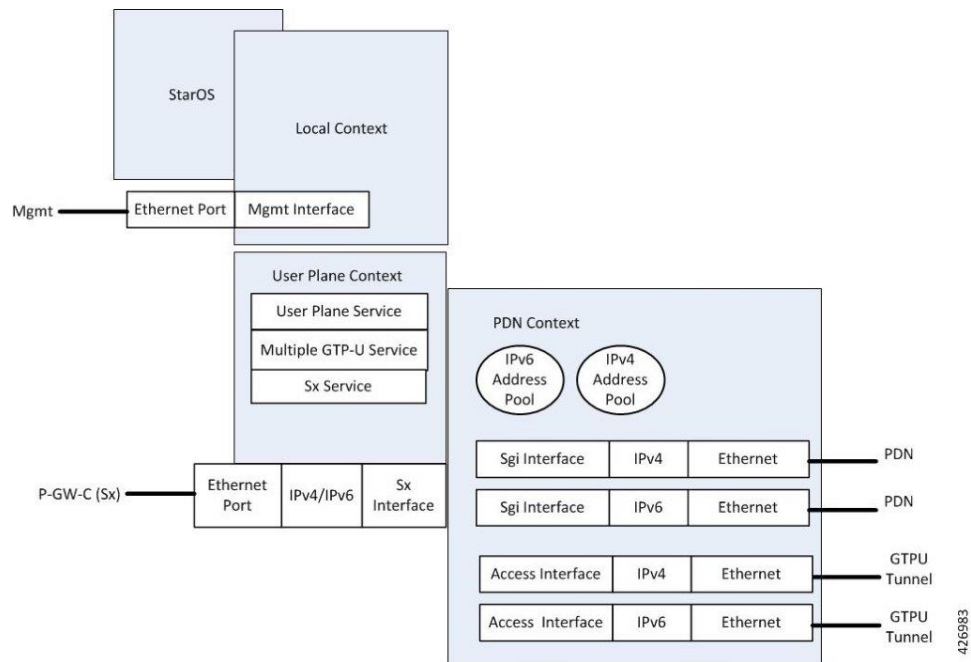 StarOS
Local Context
Mgmt
Ethernet Port
Mgmt Interface
User Plane Context
User Plane Service
Multiple GTP-U Service
Sx Service
PDN Context
IPv6
Address
Pool
IPv4
Address
Pool
Sgi Interface
IPv4
Ethernet
PDN
P-GW-C (Sx)
Ethernet
Port
IPv4/IPv6
Sx
Interface
Sgi Interface
IPv6
Ethernet
PDN
Access Interface
IPv4
Ethernet
GTPU
Tunnel
Access Interface
IPv6
Ethernet
GTPU
Tunnel
426983